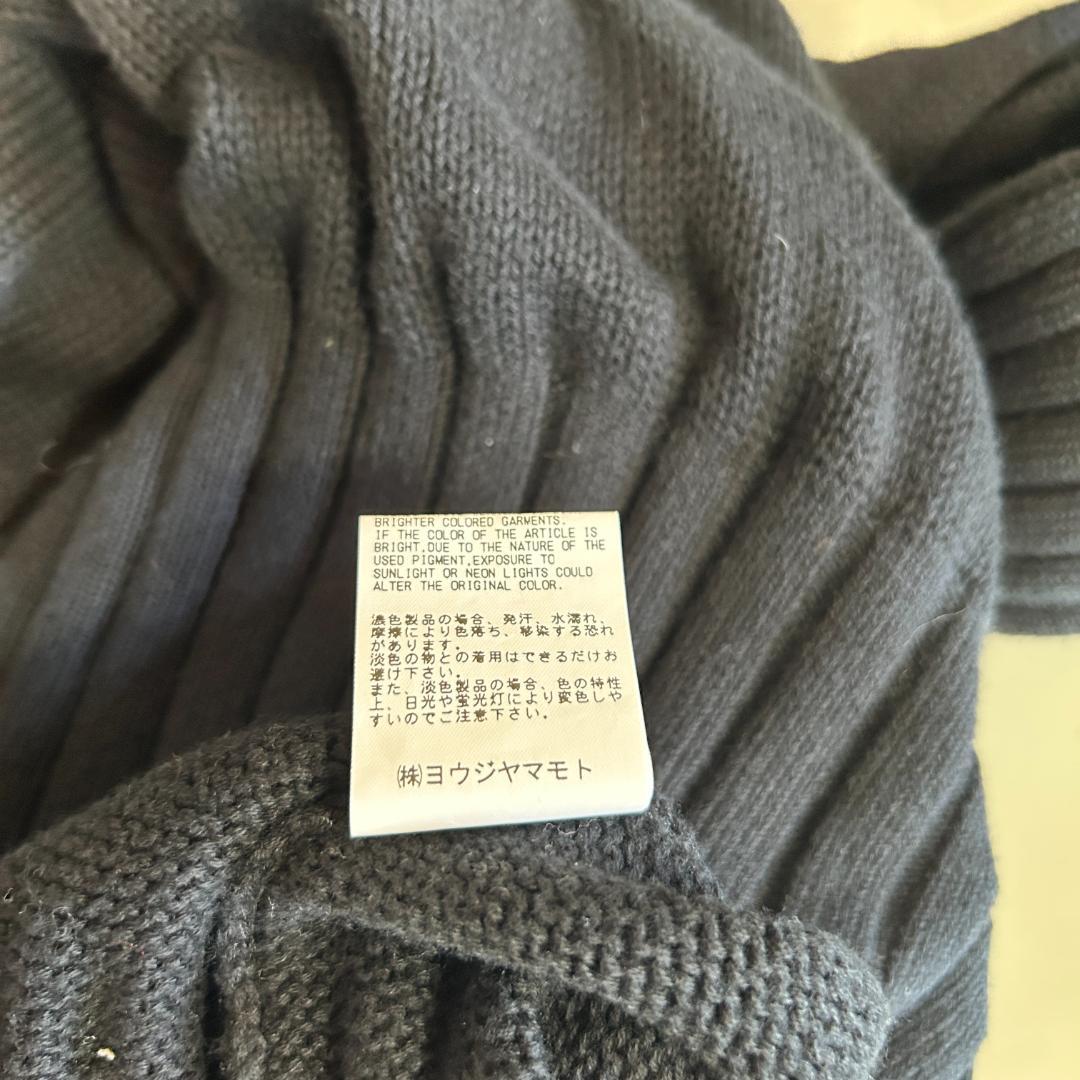 BRIGHTER COLORED GARMENTS.
IF THE COLOR OF THE ARTICLE IS
BRIGHT,DUE TO THE NATURE OF THE
USED PIGMENT,EXPOSURE TO
SUNLIGHT OR NEON LIGHTS COULD
ALTER THE ORIGINAL COLOR.
濃色製品の場合、発汗、水濡れ、
摩擦により色落ち、移染する恐れ
があります。
淡色の物との着用はできるだけお
避け下さい。
また、淡色製品の場合、色の特性
上、日光や蛍光灯により変色しや
すいのでご注意下さい。
㈱ヨウジヤマモト